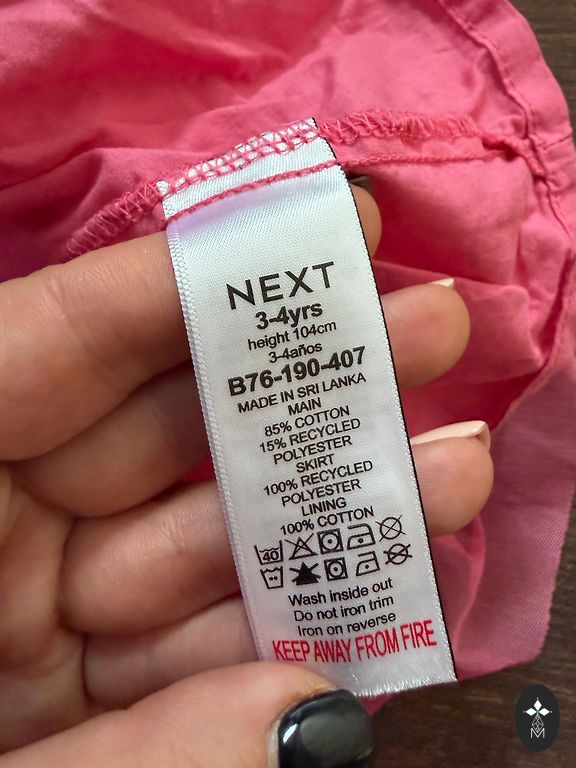 NEXT
3-4yrs
height 104cm
3-4años
B76-190-407
MADE IN SRI LANKA
MAIN
85% COTTON
15% RECYCLED
POLYESTER
SKIRT
100% RECYCLED
POLYESTER
LINING
100% COTTON
40
Wash inside out
Do not iron trim
Iron on reverse
KEEP AWAY FROM FIRE
M